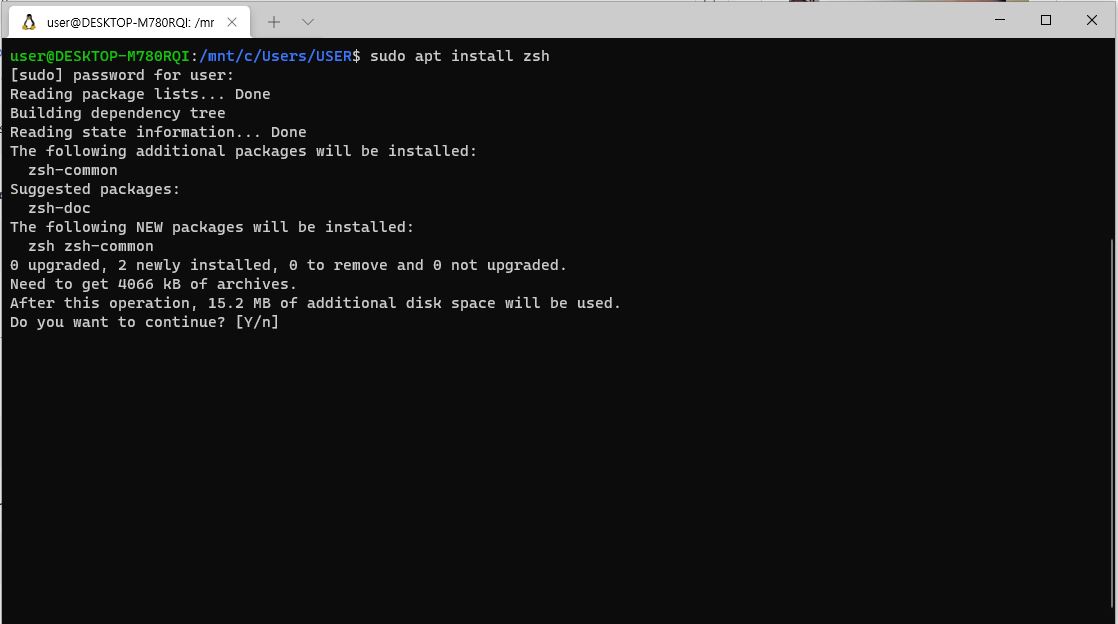 user@DESKTOP-M780RQI: /mr
user@DESKTOP-M780RQI:/mnt/c/Users/USER$ sudo apt install zsh
[sudo] password for user:
Reading package lists... Done
Building dependency tree
Reading state information... Done
The following additional packages will be installed:
  zsh-common
Suggested packages:
  zsh-doc
The following NEW packages will be installed:
  zsh zsh-common
0 upgraded, 2 newly installed, 0 to remove and 0 not upgraded.
Need to get 4066 kB of archives.
After this operation, 15.2 MB of additional disk space will be used.
Do you want to continue? [Y/n]